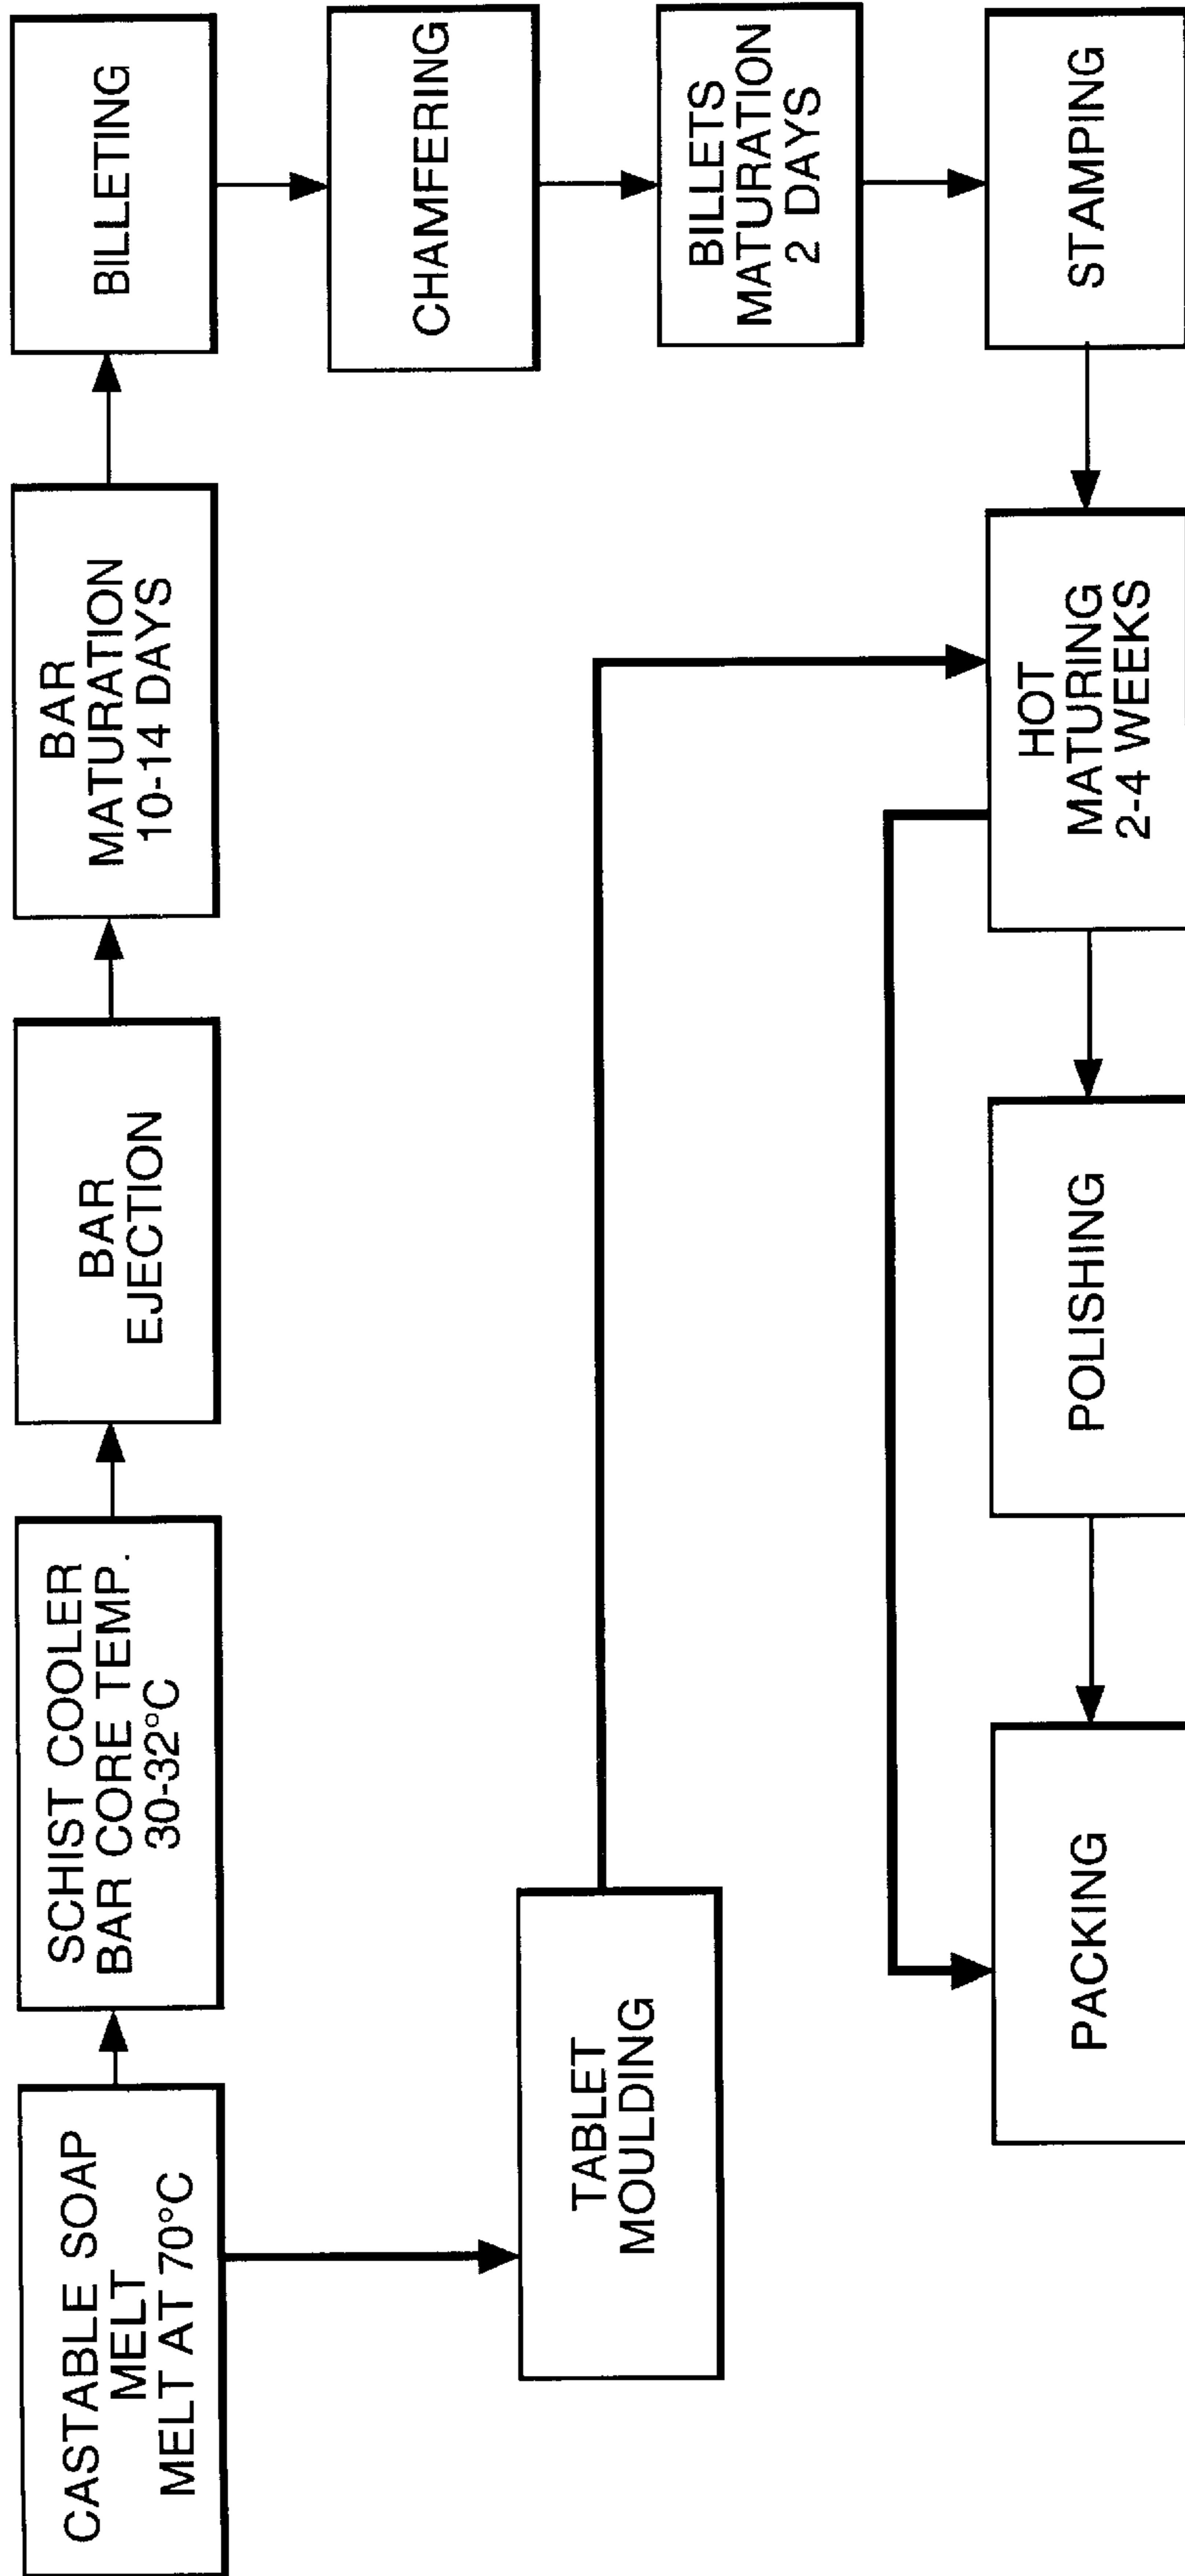 CASTABLE SOAP
MELT
MELT AT 70°C
SCHIST COOLER
BAR CORE TEMP.
30-32°C
BAR
EJECTION
BAR
MATURATION
10-14 DAYS
BILLETING
CHAMFERING
BILLETS
MATURATION
2 DAYS
STAMPING
TABLET
MOULDING
HOT
MATURING
2-4 WEEKS
POLISHING
PACKING